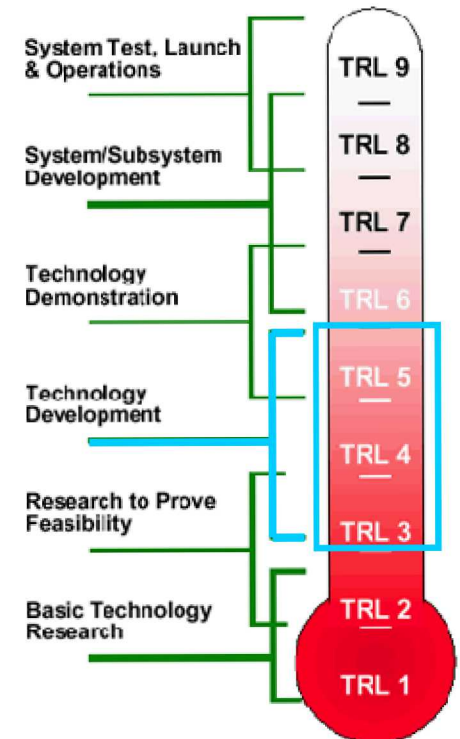 System Test, Launch
& Operations
System/Subsystem
Development
Technology
Demonstration
Technology
Development
Research to Prove
Feasibility
Basic Technology
Research
TRL 9
TRL 8
TRL 7
TRL 6
TRL 5
TRL 4
TRL 3
TRL 2
TRL 1